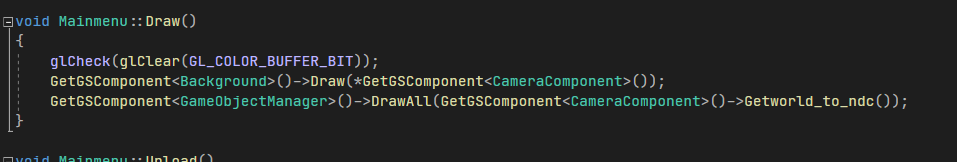 void Mainmenu::Draw()
{
    glCheck(glClear(GL_COLOR_BUFFER_BIT));
    GetGSComponent<Background>()->Draw(*GetGSComponent<CameraComponent>());
    GetGSComponent<GameObjectManager>()->DrawAll(GetGSComponent<CameraComponent>()->Getworld_to_ndc());
}
void Mainmenu::Unload()